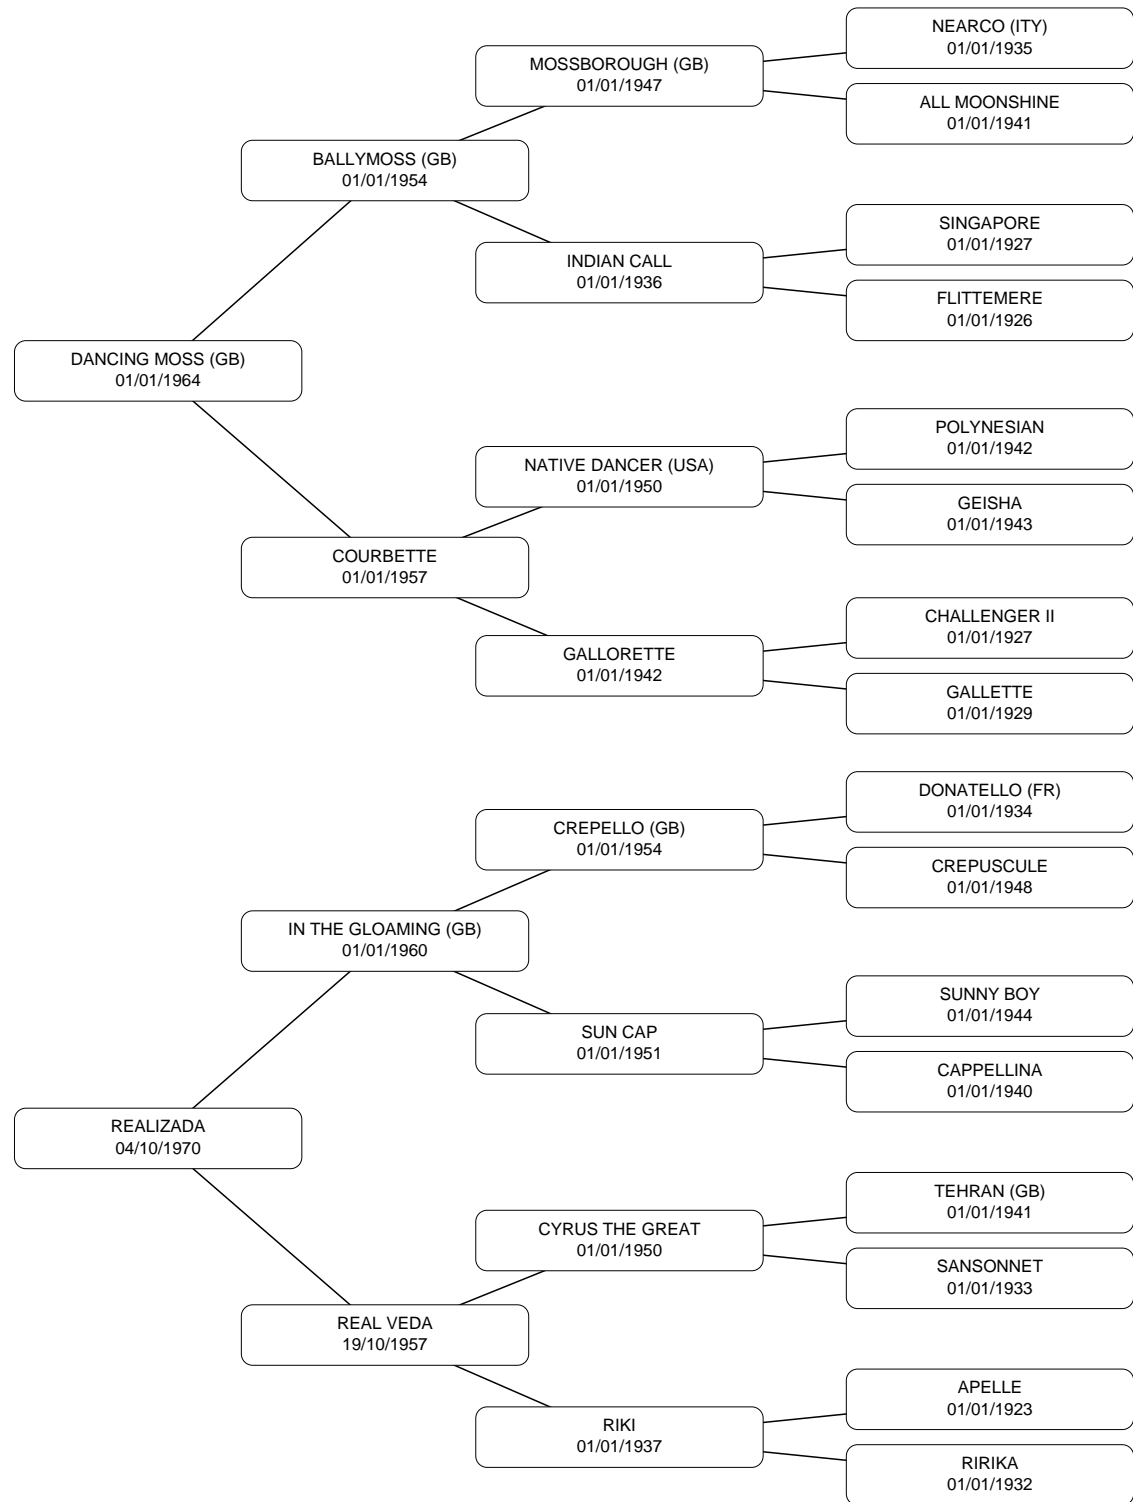 NEARCO (ITY)
01/01/1935
MOSSBOROUGH (GB)
01/01/1947
ALL MOONSHINE
01/01/1941
BALLYMOSS (GB)
01/01/1954
SINGAPORE
01/01/1927
INDIAN CALL
01/01/1936
FLITTEMERE
01/01/1926
DANCING MOSS (GB)
01/01/1964
POLYNESIAN
01/01/1942
NATIVE DANCER (USA)
01/01/1950
GEISHA
01/01/1943
COURBETTE
01/01/1957
CHALLENGER II
01/01/1927
GALLORETTE
01/01/1942
GALLETTE
01/01/1929
DONATELLO (FR)
01/01/1934
CREPELLO (GB)
01/01/1954
CREPUSCULE
01/01/1948
IN THE GLOAMING (GB)
01/01/1960
SUNNY BOY
01/01/1944
SUN CAP
01/01/1951
CAPPELLINA
01/01/1940
REALIZADA
04/10/1970
TEHRAN (GB)
01/01/1941
CYRUS THE GREAT
01/01/1950
SANSONNET
01/01/1933
REAL VEDA
19/10/1957
APELLE
01/01/1923
RIKI
01/01/1937
RIRIKA
01/01/1932